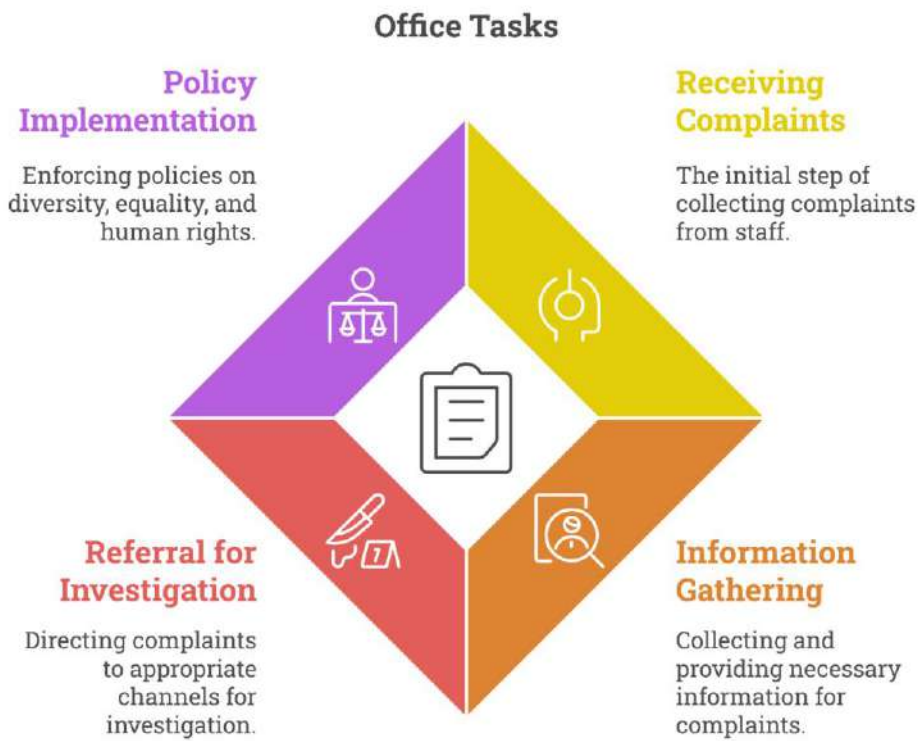 Office Tasks
Policy
Implementation
Enforcing policies on
diversity, equality, and
human rights.
Receiving
Complaints
The initial step of
collecting complaints
from staff.
Referral for
Investigation
Directing complaints
to appropriate
channels for
investigation.
Information
Gathering
Collecting and
providing necessary
information for
complaints.
1